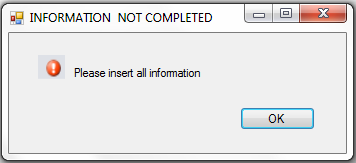 INFORMATION  NOT COMPLETED
Please insert all information
OK